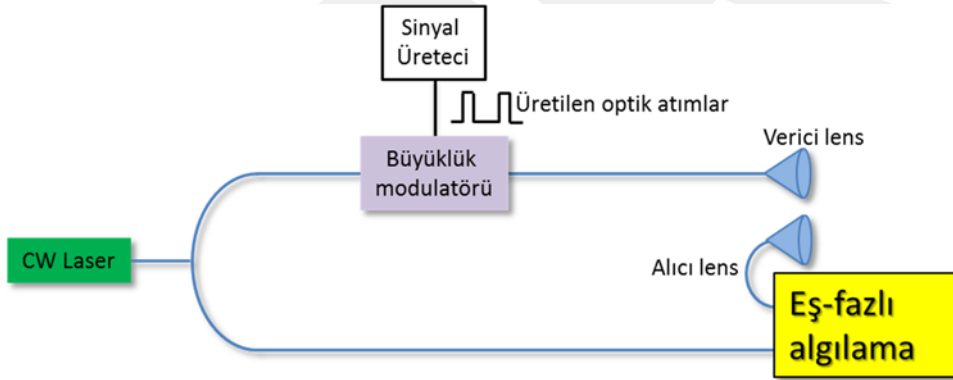 Sinyal
Üreteci
Üretilen optik atımlar
Büyüklük
modulatörü
Verici lens
CW Laser
Alıcı lens
Eş-fazlı
algılama